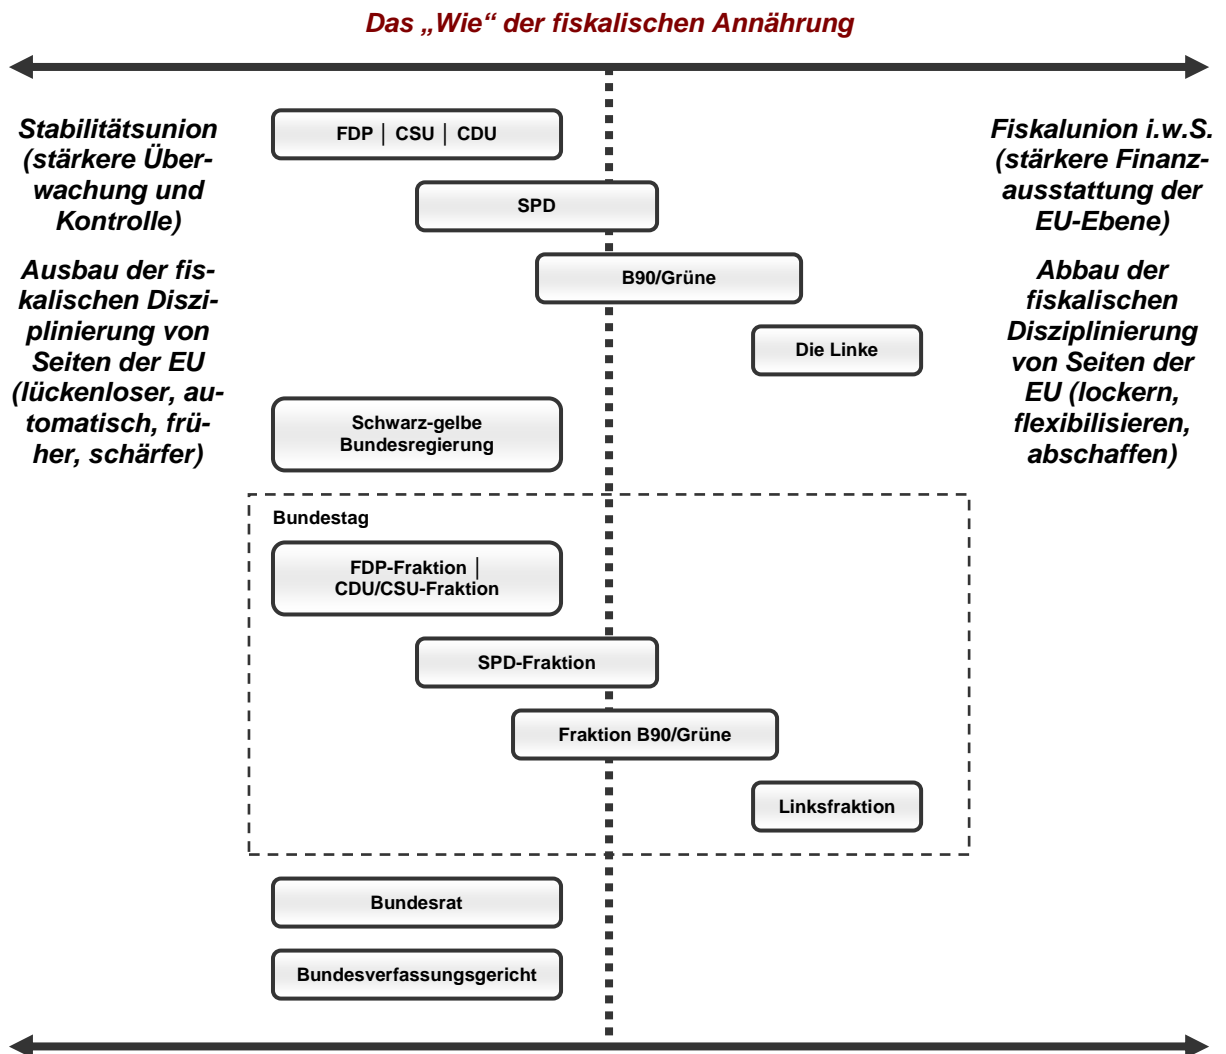 Das „Wie“ der fiskalischen Annährung
Stabilitätsunion
(stärkere Über-
wachung und
Kontrolle)
Ausbau der fis-
kalischen Diszi-
plinierung von
Seiten der EU
(lückenloser, au-
tomatisch, frü-
her, schärfer)
FDP │ CSU │ CDU
SPD
B90/Grüne
Die Linke
Schwarz-gelbe
Bundesregierung
Bundestag
FDP-Fraktion │
CDU/CSU-Fraktion
SPD-Fraktion
Fraktion B90/Grüne
Linksfraktion
Bundesrat
Bundesverfassungsgericht
Fiskalunion i.w.S.
(stärkere Finanz-
ausstattung der
EU-Ebene)
Abbau der
fiskalischen
Disziplinierung
von Seiten der
EU (lockern,
flexibilisieren,
abschaffen)